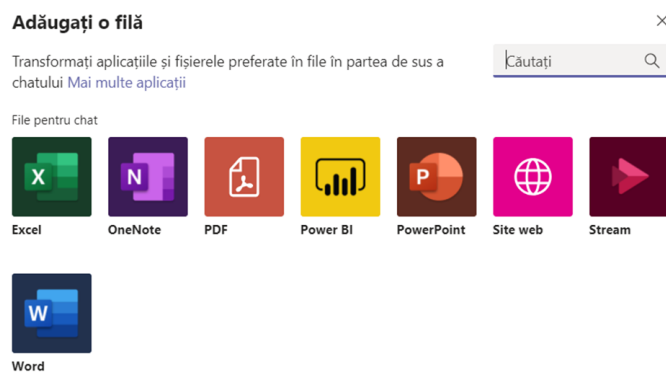 Adăugați o filă
Transformați aplicațiile și fișierele preferate în file în partea de sus a
chatului Mai multe aplicații
Căutați
File pentru chat
X
N
P
Excel
OneNote
PDF
Power BI
PowerPoint
Site web
Stream
W
Word